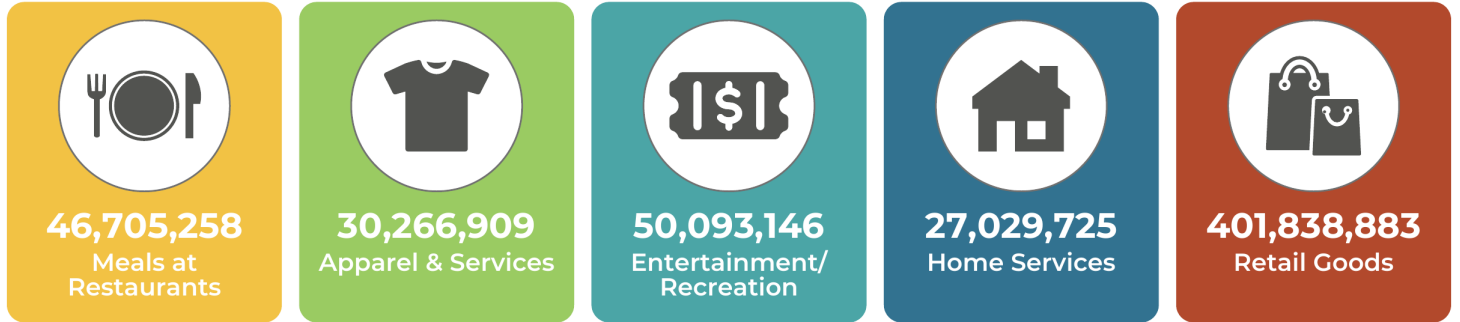 46,705,258
Meals at
Restaurants
30,266,909
Apparel & Services
$
50,093,146
Entertainment/
Recreation
27,029,725
Home Services
401,838,883
Retail Goods